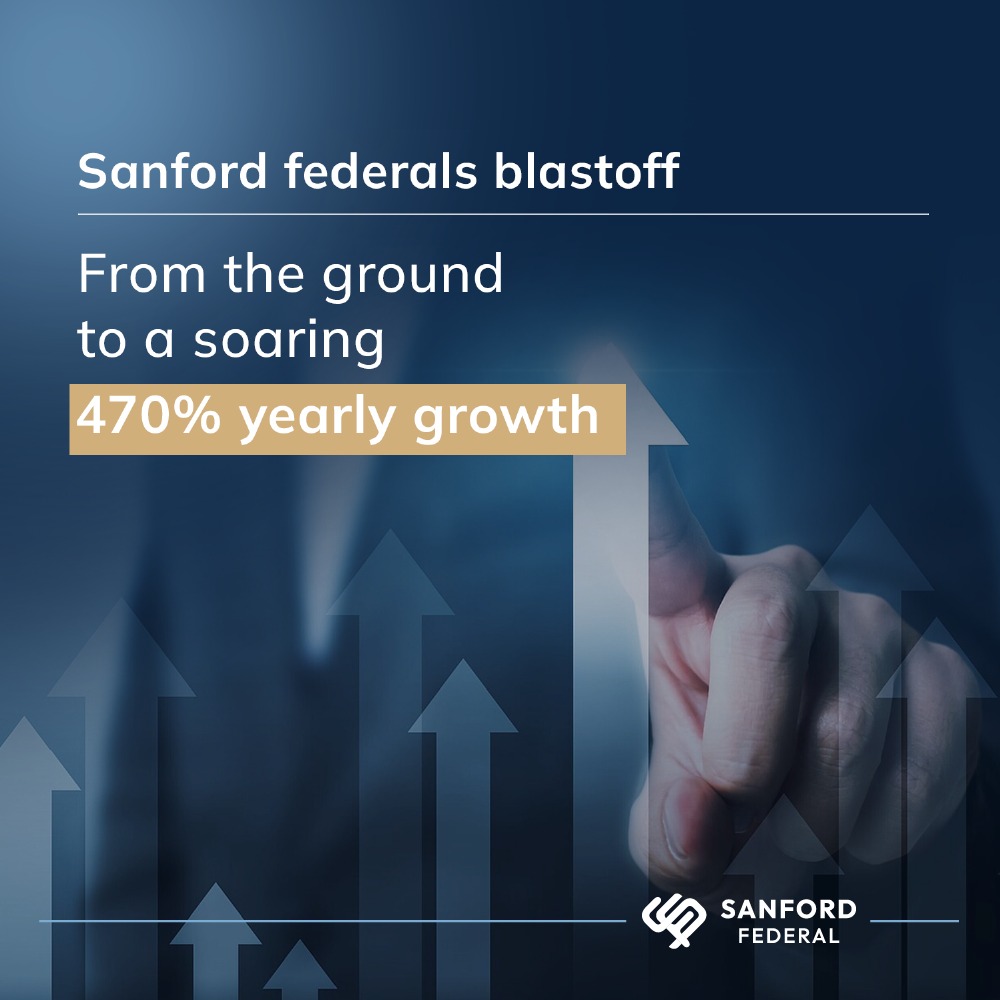 Sanford federals blastoff
From the ground
to a soaring
470% yearly growth
SANFORD
FEDERAL